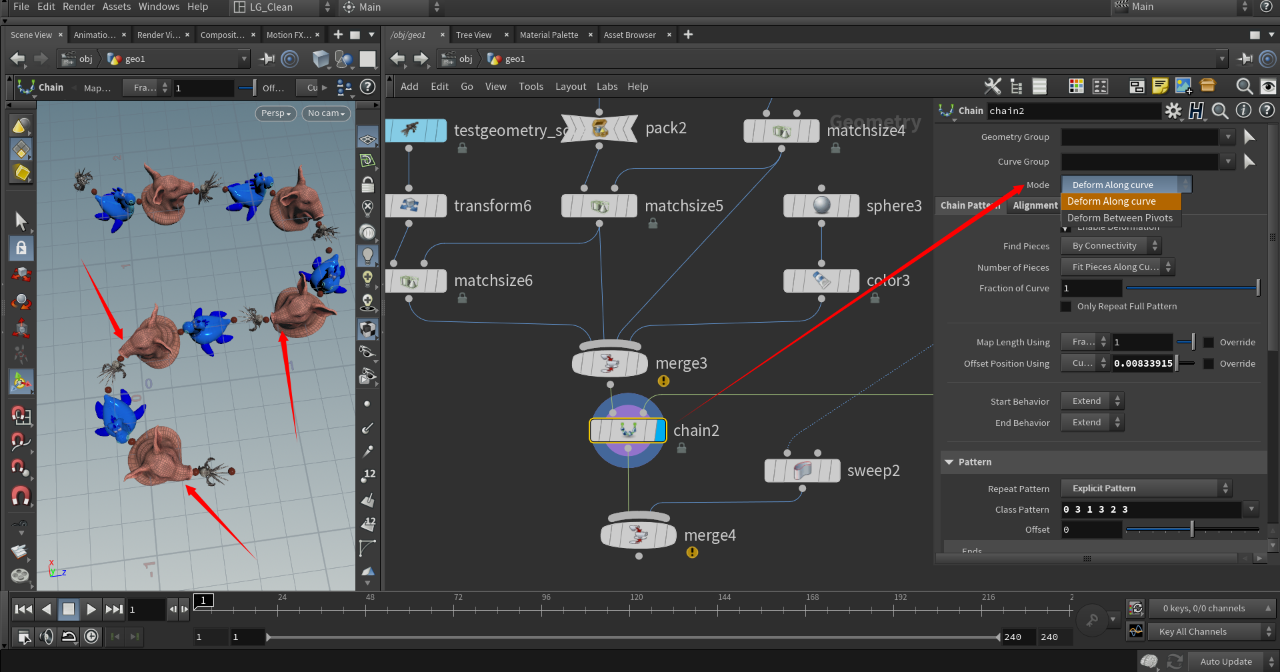 File Edit Render Assets Windows Help LG_Clean Main Main
Scene View Animatio... Render Vi... Composit... Motion FX... /obj/geo1 Tree View Material Palette Asset Browser
obj geo1 obj geo1
Chain Map... Fra... 1 Off... Cu
Add Edit Go View Tools Layout Labs Help
Persp No cam
Geometry
Chain chain2
testgeometry_sc
pack2
matchsize4
transform6
matchsize5
sphere3
matchsize6
color3
merge3
chain2
sweep2
merge4
Geometry Group
Curve Group
Mode Deform Along curve
Deform Along curve
Deform Between Pivots
Chain Pattern Alignment
Enable Deformation
Find Pieces By Connectivity
Number of Pieces Fit Pieces Along Cu...
Fraction of Curve 1
Only Repeat Full Pattern
Map Length Using Fra... 1 Override
Offset Position Using Cu... 0.00833915 Override
Start Behavior Extend
End Behavior Extend
Pattern
Repeat Pattern Explicit Pattern
Class Pattern 0 3 1 3 2 3
Offset 0
Ends
12
12
x
z
1 1 24 48 72 96 120 144 168 192 216 2
0 keys, 0/0 channels
1 1 240 240 Key All Channels
Auto Update